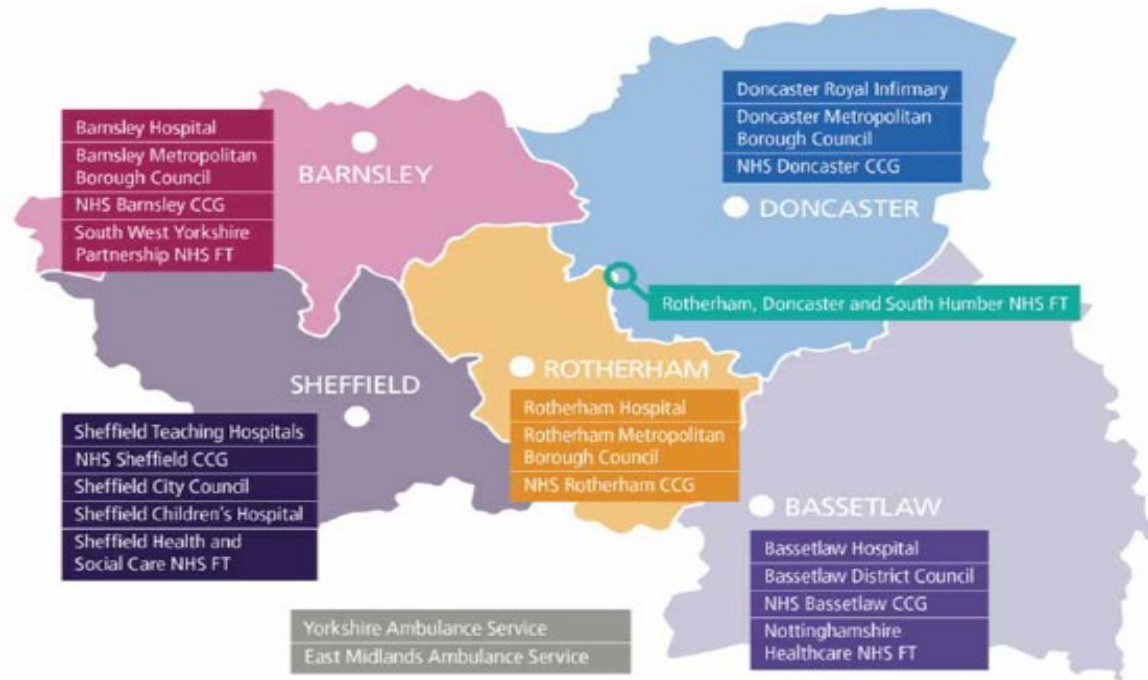 Barnsley Hospital
Barnsley Metropolitan
Borough Council
NHS Barnsley CCG
South West Yorkshire
Partnership NHS FT
BARNSLEY
Doncaster Royal Infirmary
Doncaster Metropolitan
Borough Council
NHS Doncaster CCG
DONCASTER
Rotherham, Doncaster and South Humber NHS FT
SHEFFIELD
Sheffield Teaching Hospitals
NHS Sheffield CCG
Sheffield City Council
Sheffield Children's Hospital
Sheffield Health and
Social Care NHS FT
ROTHERHAM
Rotherham Hospital
Rotherham Metropolitan
Borough Council
NHS Rotherham CCG
BASSETLAW
Bassetlaw Hospital
Bassetlaw District Council
NHS Bassetlaw CCG
Nottinghamshire
Healthcare NHS FT
Yorkshire Ambulance Service
East Midlands Ambulance Service